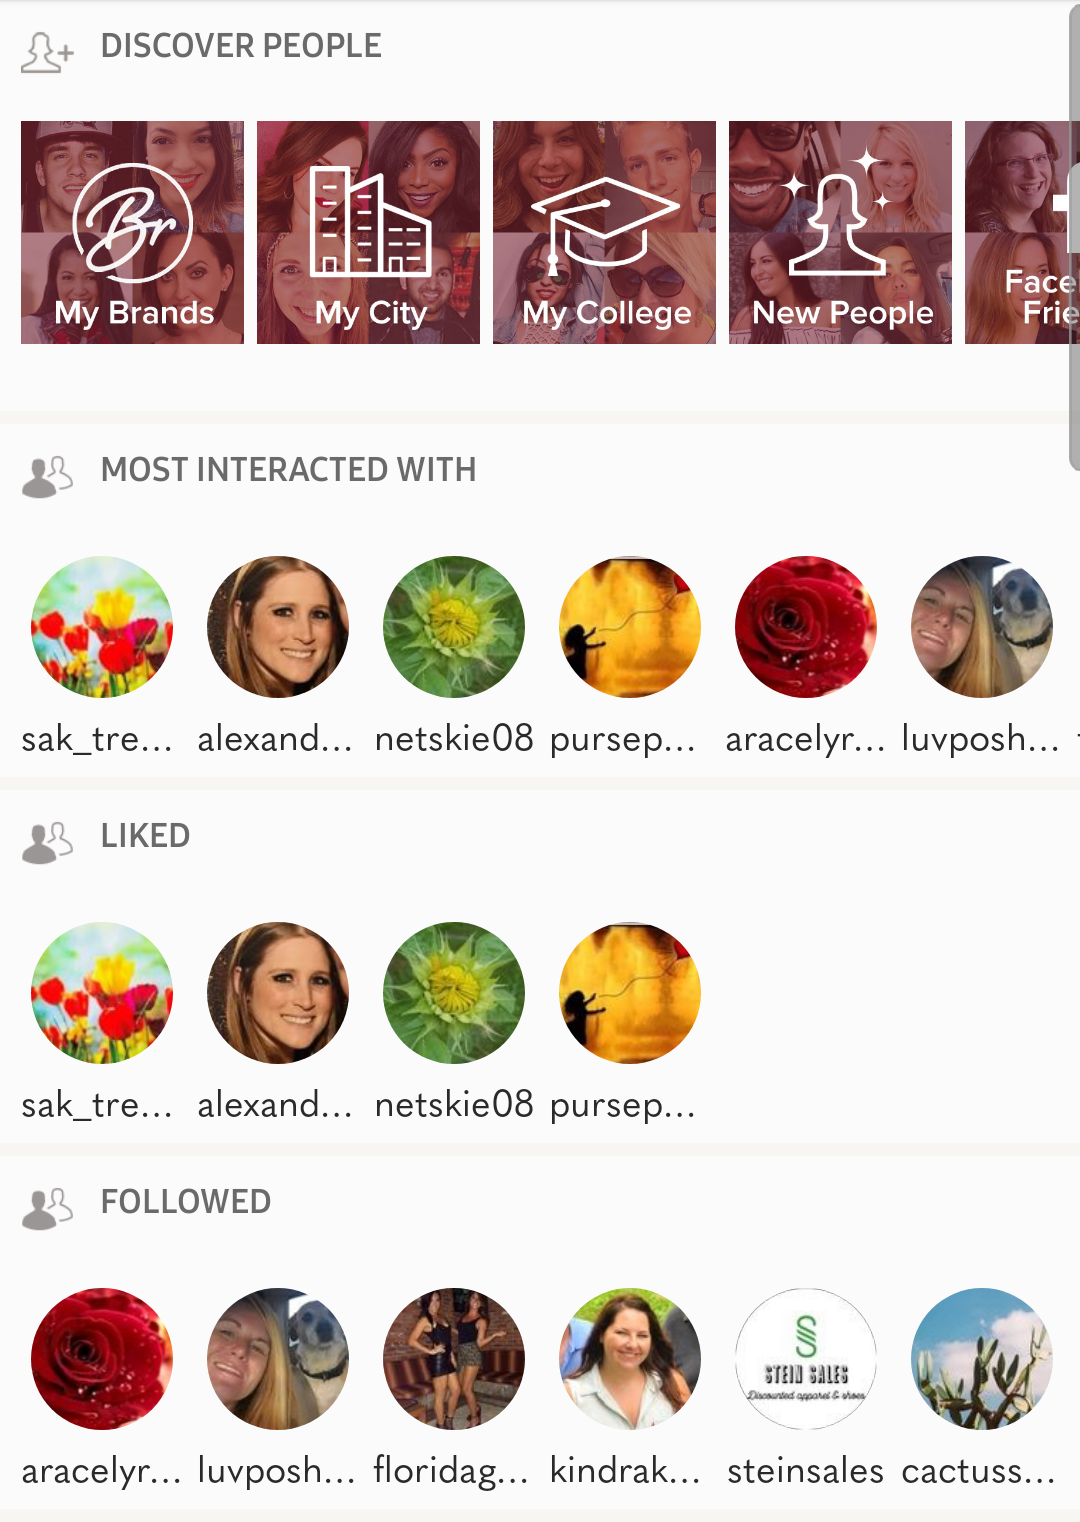 DISCOVER PEOPLE
Br
My Brands
My City
My College
New People
Face
Frie
MOST INTERACTED WITH
sak_tre... alexand... netskie08 pursep... aracelyr... luvposh...
LIKED
sak_tre... alexand... netskie08 pursep...
FOLLOWED
S
STEIN SALES
Discounted apparel & shoes
aracelyr... luvposh... floridag... kindrak... steinsales cactuss...